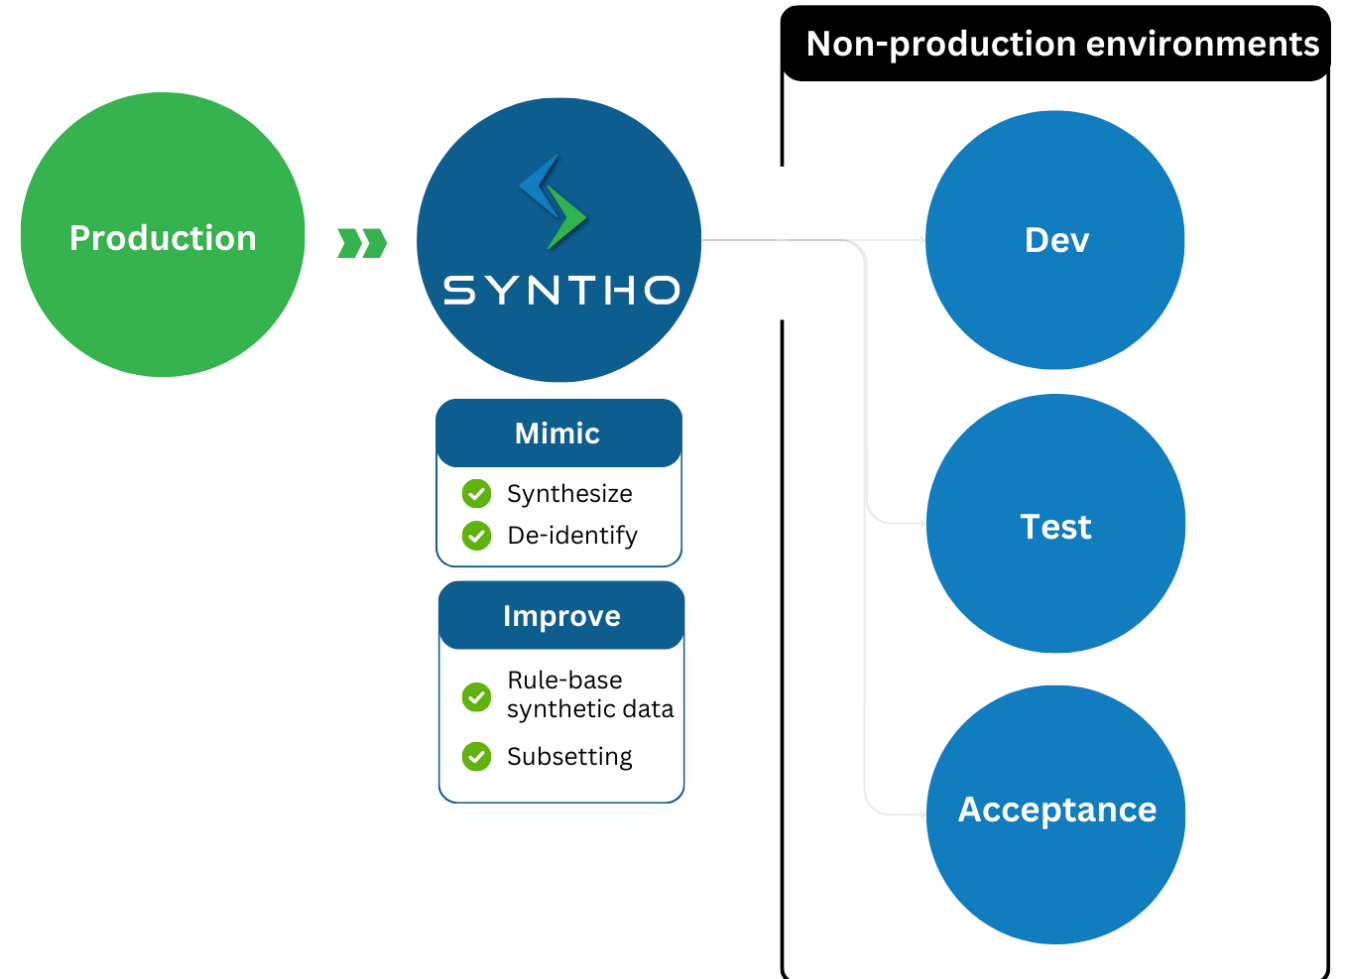 Non-production environments
Production
SYNTHO
Dev
Mimic
Synthesize
De-identify
Test
Improve
Rule-base
synthetic data
Subsetting
Acceptance